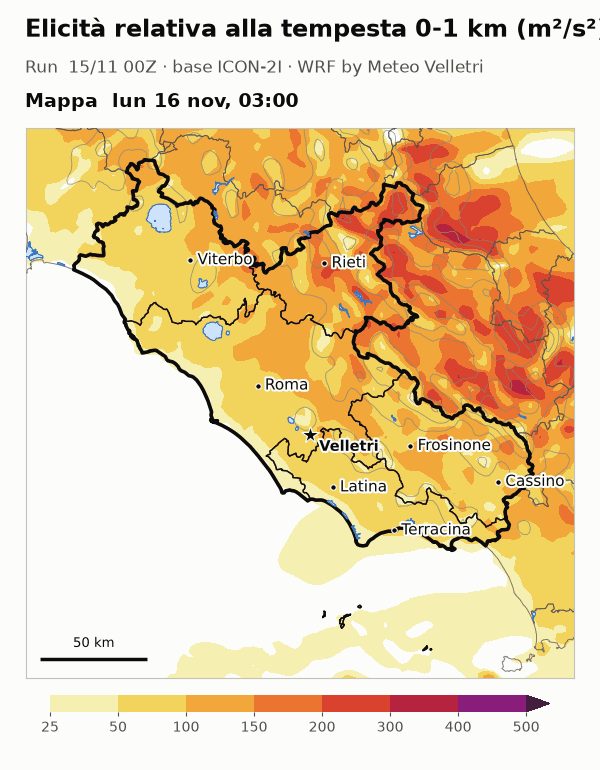 Elicità relativa alla tempesta 0-1 km (m²/s²)
Run 15/11 00Z · base ICON-2I · WRF by Meteo Velletri
Mappa lun 16 nov, 03:00
Viterbo
Rieti
Roma
Velletri
Frosinone
Latina
Cassino
Terracina
50 km
25 50 100 150 200 300 400 500